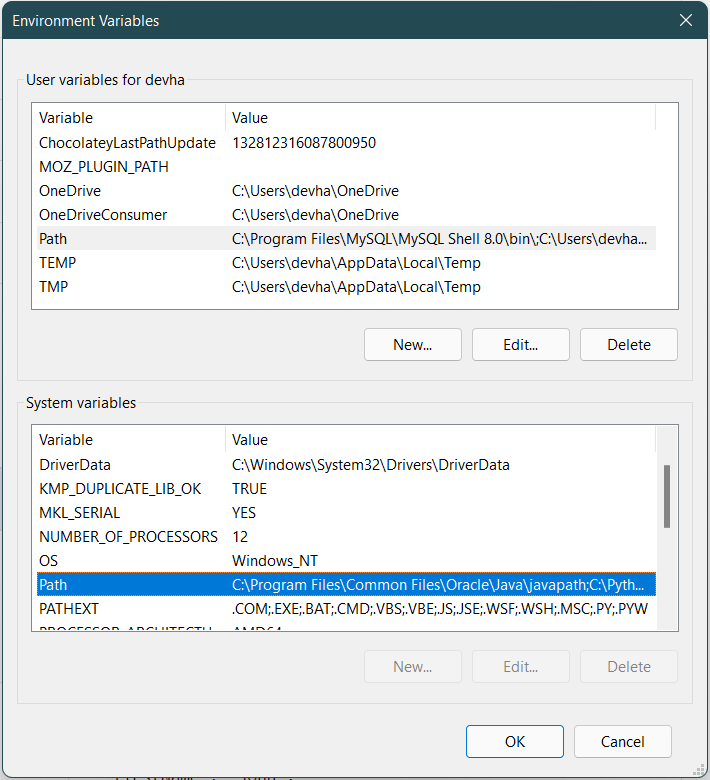 Environment Variables
User variables for devha
Variable Value
ChocolateyLastPathUpdate 132812316087800950
MOZ_PLUGIN_PATH
OneDrive C:\Users\devha\OneDrive
OneDriveConsumer C:\Users\devha\OneDrive
Path C:\Program Files\MySQL\MySQL Shell 8.0\bin\;C:\Users\devha...
TEMP C:\Users\devha\AppData\Local\Temp
TMP C:\Users\devha\AppData\Local\Temp
New... Edit... Delete
System variables
Variable Value
DriverData C:\Windows\System32\Drivers\DriverData
KMP_DUPLICATE_LIB_OK TRUE
MKL_SERIAL YES
NUMBER_OF_PROCESSORS 12
OS Windows_NT
Path C:\Program Files\Common Files\Oracle\Java\javapath;C:\Pyth...
PATHEXT .COM;.EXE;.BAT;.CMD;.VBS;.VBE;.JS;.JSE;.WSF;.WSH;.MSC;.PY;.PYW
PROCESSOR_ARCHITECTU AMD64
New... Edit... Delete
OK Cancel